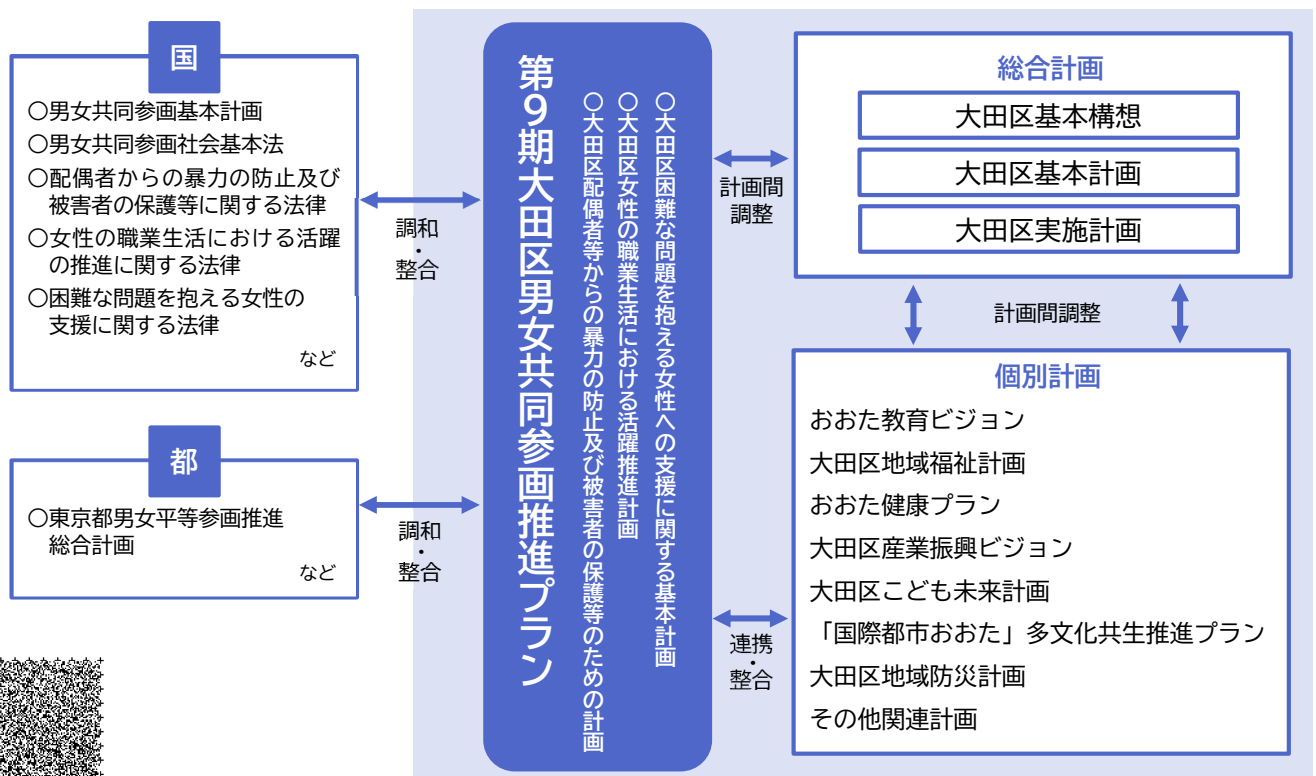 国
〇男女共同参画基本計画
〇男女共同参画社会基本法
〇配偶者からの暴力の防止及び
被害者の保護等に関する法律
〇女性の職業生活における活躍
の推進に関する法律
〇困難な問題を抱える女性の
支援に関する法律
など
都
〇東京都男女平等参画推進
総合計画
など
調和
・
整合
調和
・
整合
第9期大田区男女共同参画推進プラン
〇大田区困難な問題を抱える女性への支援に関する基本計画
〇大田区女性の職業生活における活躍推進計画
〇大田区配偶者等からの暴力の防止及び被害者の保護等のための計画
計画間
調整
連携
・
整合
総合計画
大田区基本構想
大田区基本計画
大田区実施計画
計画間調整
個別計画
おおた教育ビジョン
大田区地域福祉計画
おおた健康プラン
大田区産業振興ビジョン
大田区こども未来計画
「国際都市おおた」多文化共生推進プラン
大田区地域防災計画
その他関連計画